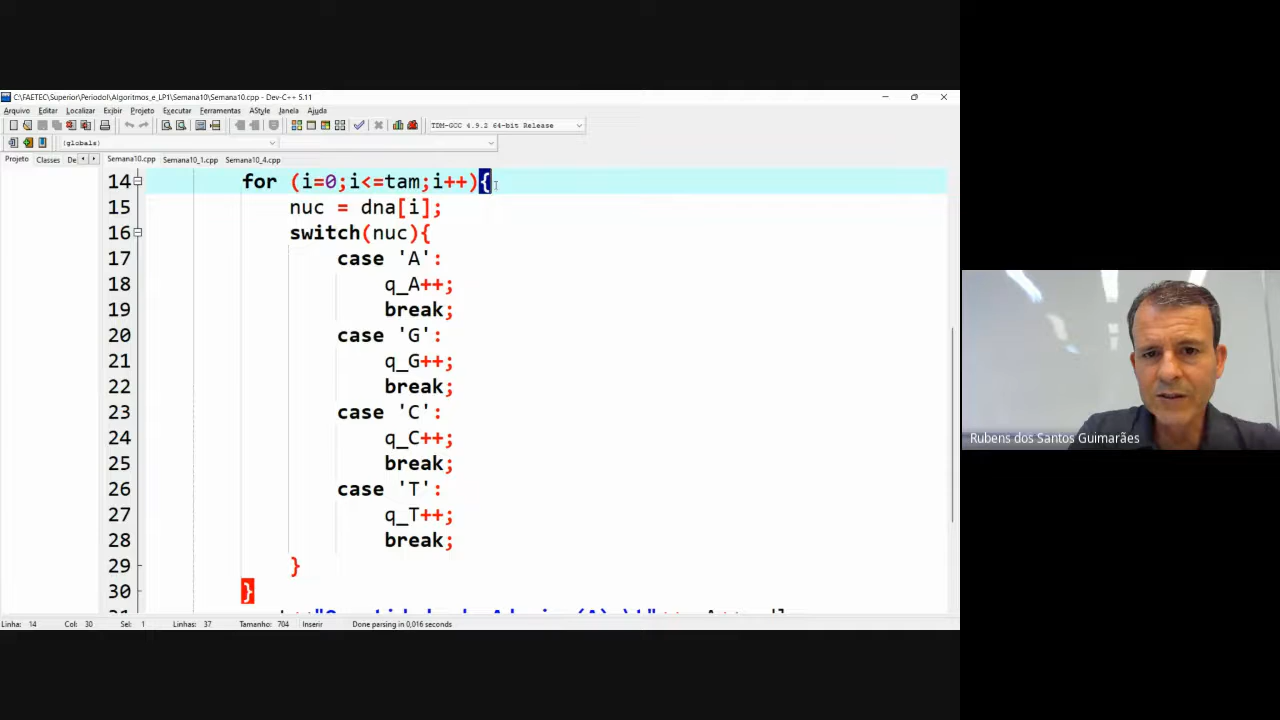 C:\FAETEC\Superior\PeriodoI\Algoritmos_e_LP1\Semana10\Semana10.cpp - Dev-C++ 5.11
Arquivo Editar Localizar Exibir Projeto Executar Ferramentas AStyle Janela Ajuda
TDM-GCC 4.9.2 64-bit Release
(globals)
Projeto Classes De Semana10.cpp Semana10_1.cpp Semana10_4.cpp
14 for (i=0;i<=tam;i++){
15 nuc = dna[i];
16 switch(nuc){
17 case 'A':
18 q_A++;
19 break;
20 case 'G':
21 q_G++;
22 break;
23 case 'C':
24 q_C++;
25 break;
26 case 'T':
27 q_T++;
28 break;
29 }
30 }
Linha: 14 Col: 30 Sel: 1 Linhas: 37 Tamanho: 704 Inserir Done parsing in 0,016 seconds
Rubens dos Santos Guimarães